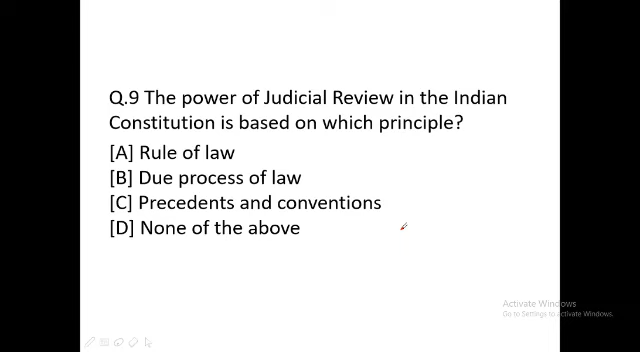 Q.9 The power of Judicial Review in the Indian
Constitution is based on which principle?
[A] Rule of law
[B] Due process of law
[C] Precedents and conventions
[D] None of the above
Activate Windows
Go to Settings to activate Windows.